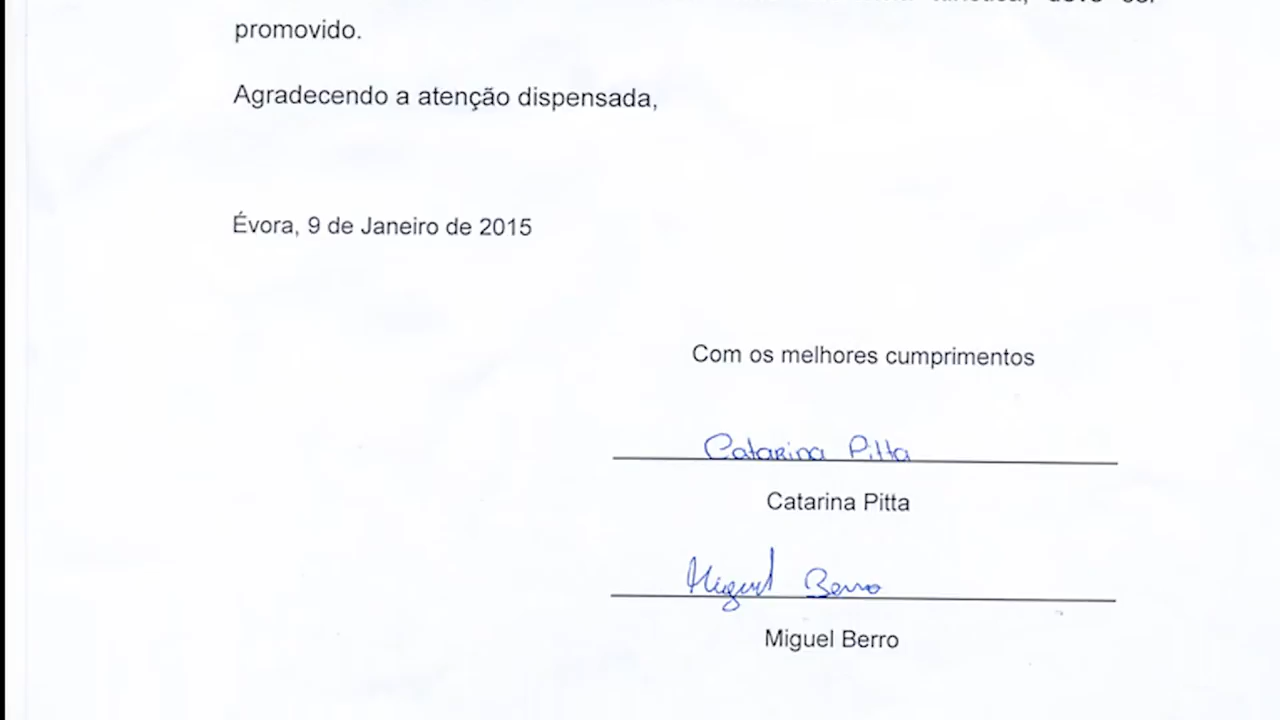 promovido.
Agradecendo a atenção dispensada,
Évora, 9 de Janeiro de 2015
Com os melhores cumprimentos
Catarina Pitta
Catarina Pitta
Miguel Berro
Miguel Berro